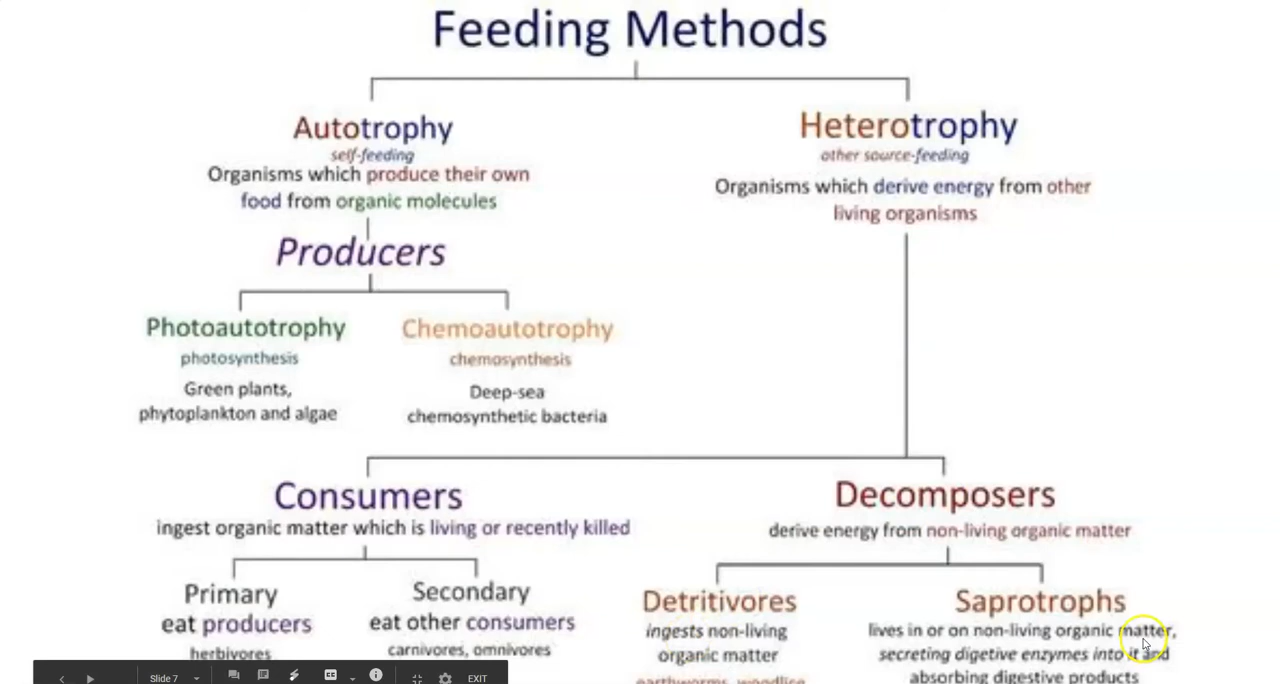 Feeding Methods
Autotrophy
self-feeding
Organisms which produce their own
food from organic molecules
Heterotrophy
other source-feeding
Organisms which derive energy from other
living organisms
Producers
Photoautotrophy
photosynthesis
Green plants,
phytoplankton and algae
Chemoautotrophy
chemosynthesis
Deep-sea
chemosynthetic bacteria
Consumers
ingest organic matter which is living or recently killed
Primary
eat producers
herbivores
Secondary
eat other consumers
carnivores, omnivores
Decomposers
derive energy from non-living organic matter
Detritivores
ingests non-living
organic matter
earthworms, woodlice
Saprotrophs
lives in or on non-living organic matter,
secreting digetive enzymes into it and
absorbing digestive products
Slide 7
CC
EXIT